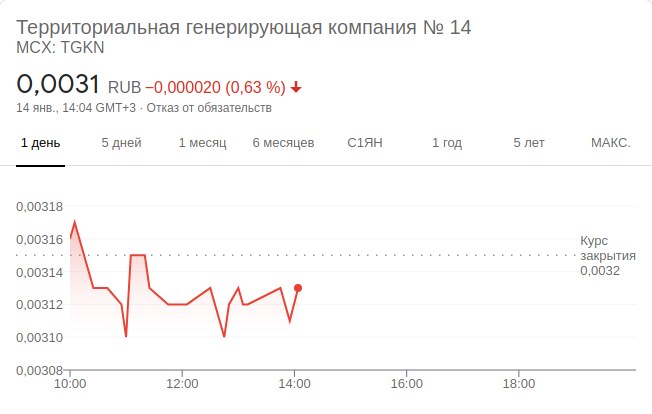 Территориальная генерирующая компания № 14
MCX: TGKN
0,0031 RUB −0,000020 (0,63 %)
14 янв., 14:04 GMT+3 · Отказ от обязательств
1 день 5 дней 1 месяц 6 месяцев С1ЯН 1 год 5 лет МАКС.
0,00318
0,00316
Курс
закрытия
0,0032
0,00314
0,00312
0,00310
0,00308
10:00 12:00 14:00 16:00 18:00